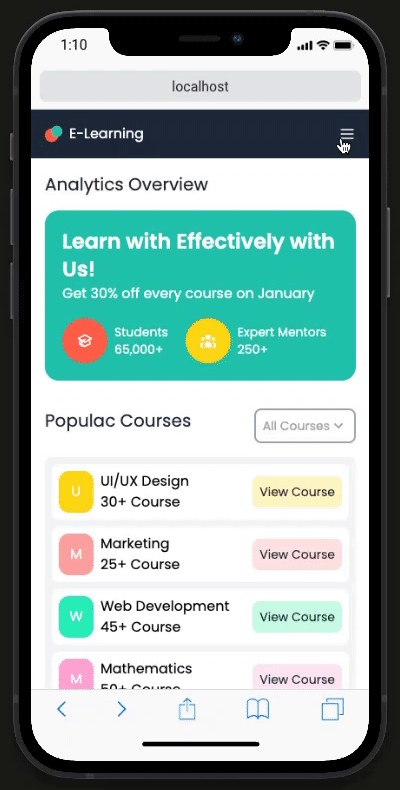 1:10
localhost
E-Learning
Analytics Overview
Learn with Effectively with
Us!
Get 30% off every course on January
Students
65,000+
Expert Mentors
250+
Populac Courses
All Courses
U
UI/UX Design
30+ Course
View Course
M
Marketing
25+ Course
View Course
W
Web Development
45+ Course
View Course
M
Mathematics
50+ Course
View Course